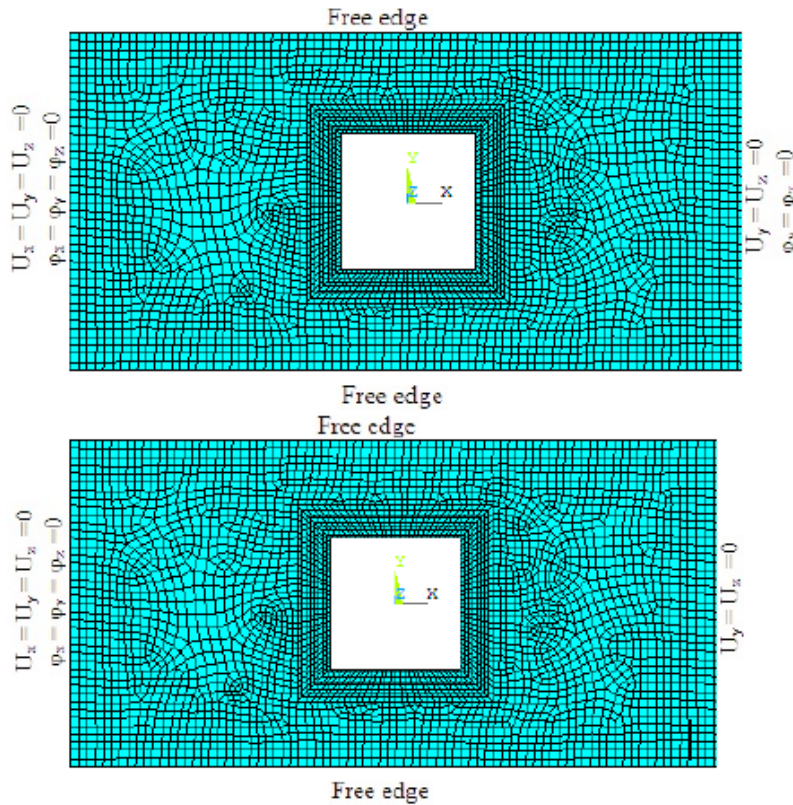 Free edge
Ux = Uy = Uz = 0
φx = φy = φz = 0
Y
Z X
Uy = Uz = 0
= 0
Free edge
Free edge
Ux = Uy = Uz = 0
φx = φy = φz = 0
Y
Z X
Uy = Uz = 0
Free edge